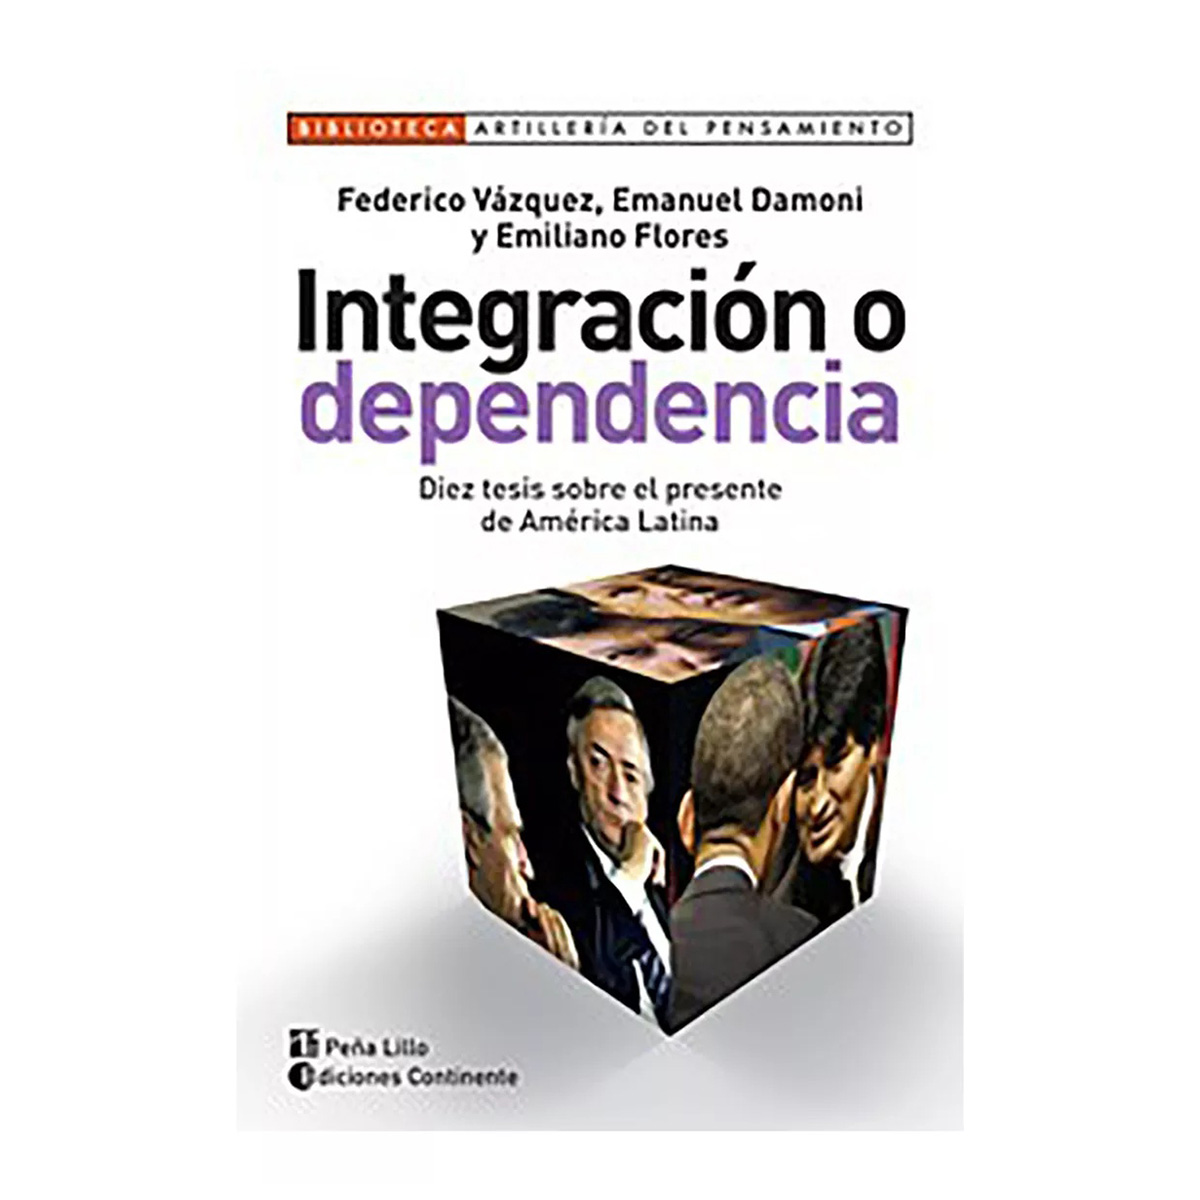 BIBLIOTECA ARTILLERÍA DEL PENSAMIENTO
Federico Vázquez, Emanuel Damoni
y Emiliano Flores
Integración o
dependencia
Diez tesis sobre el presente
de América Latina
Peña Lillo
Ediciones Continente